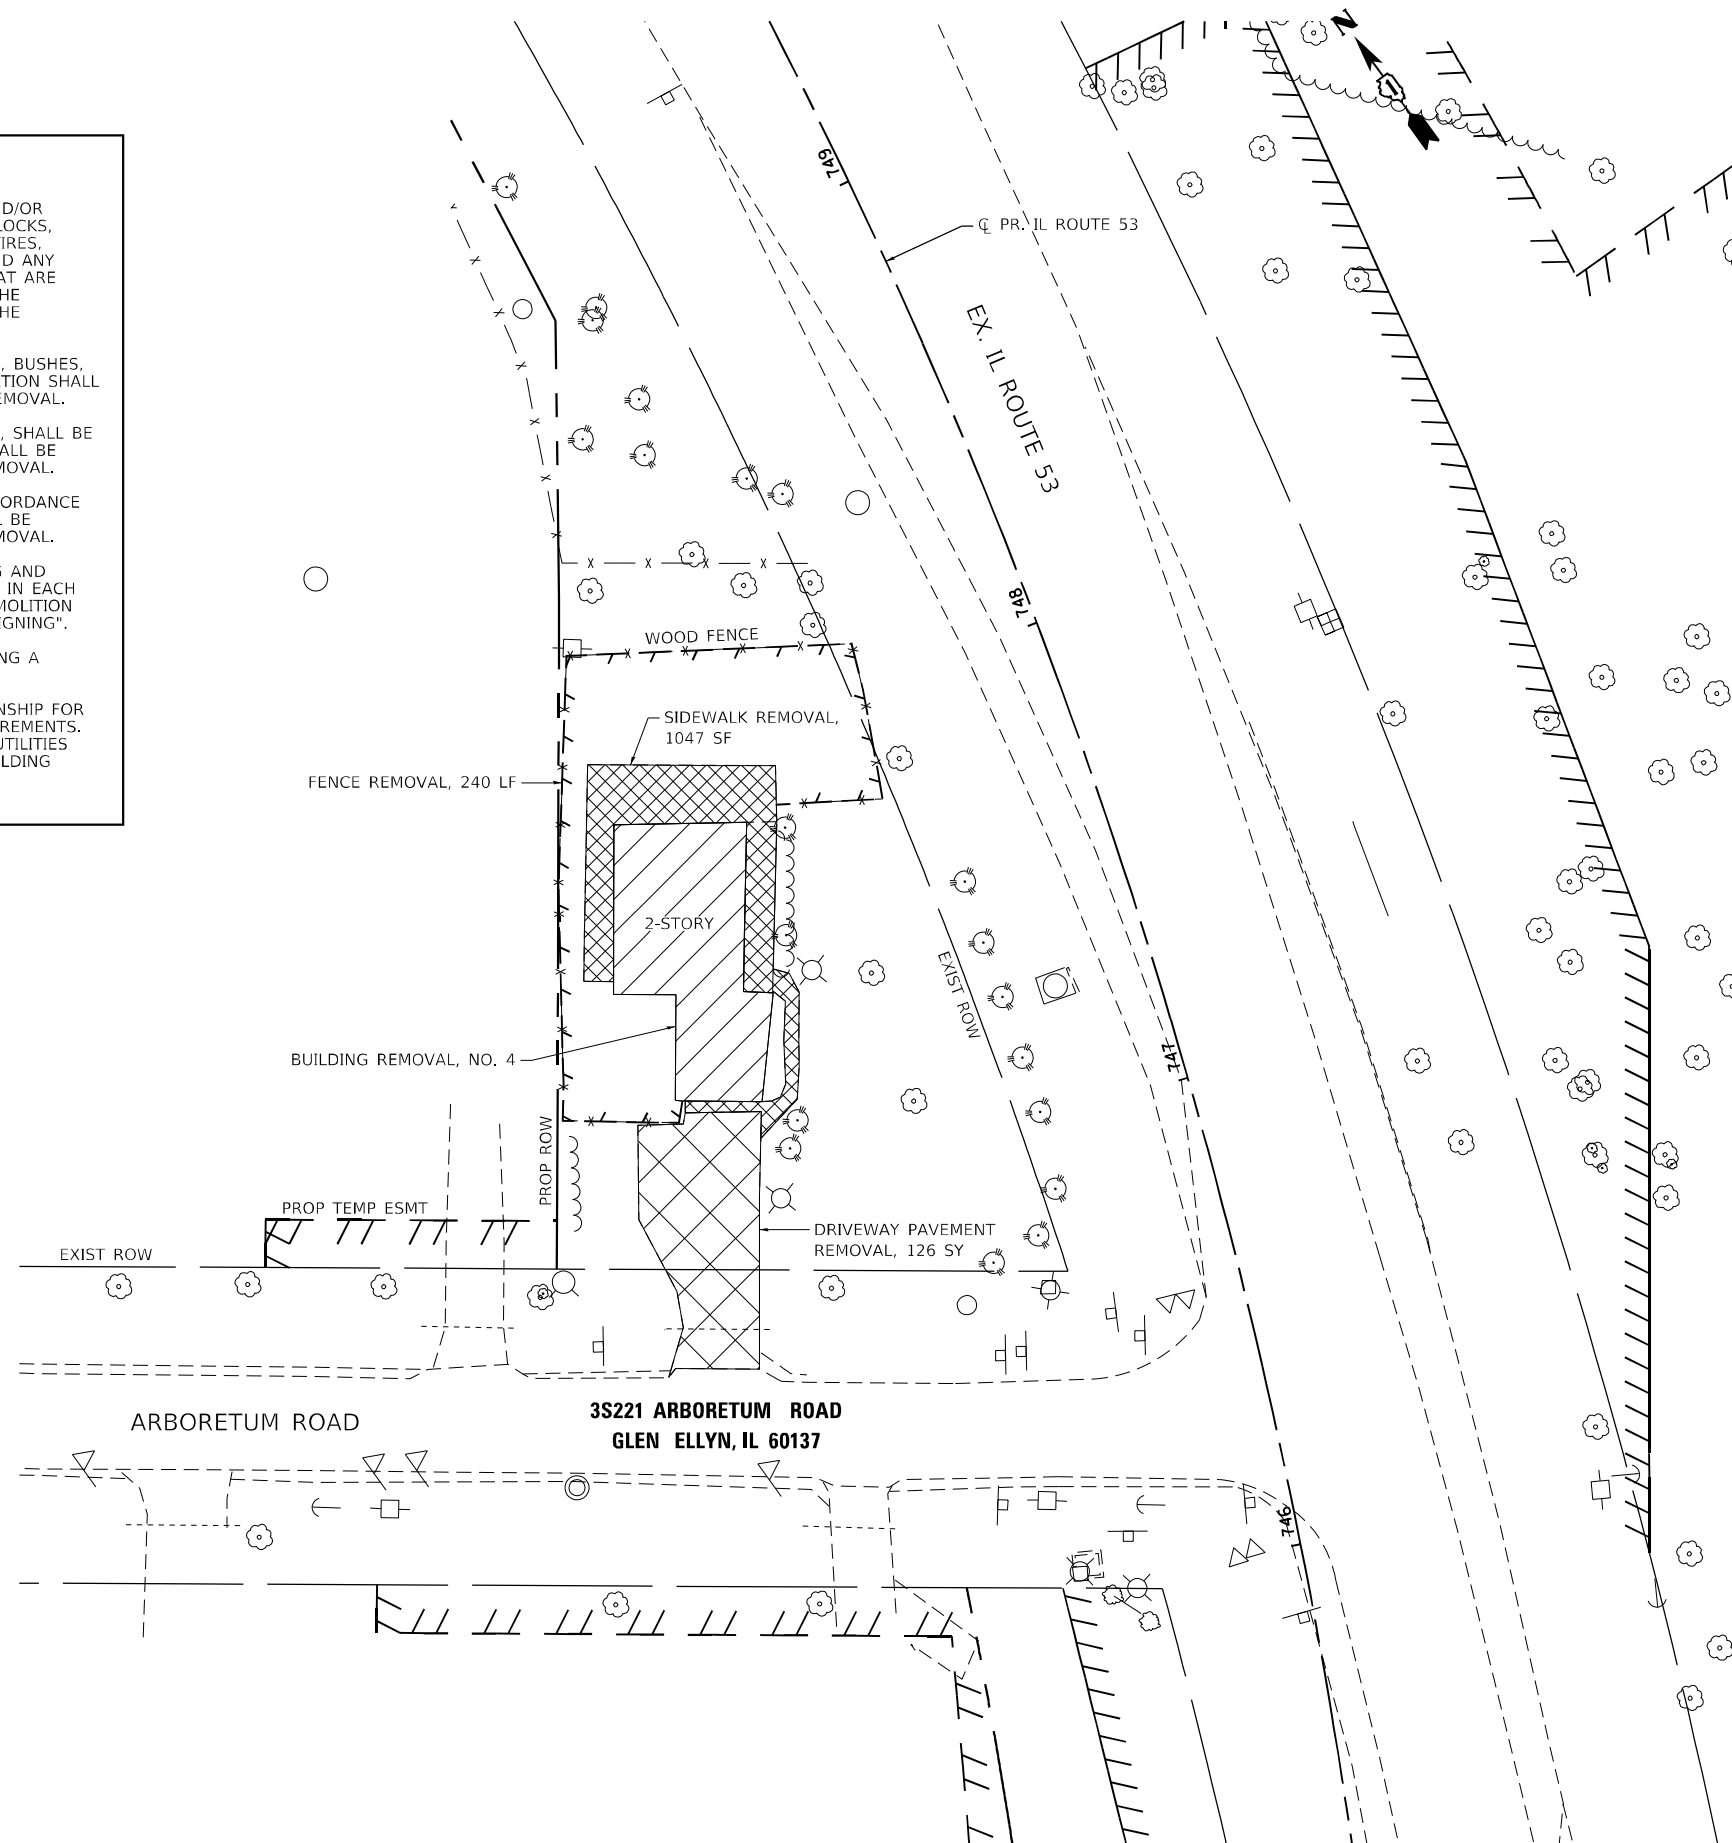 D/OR
LOCKS,
TIRES,
D ANY
AT ARE
HE
HE
, BUSHES,
TION SHALL
EMOVAL.
, SHALL BE
ALL BE
MOVAL.
ORDANCE
L BE
MOVAL.
G AND
IN EACH
MOLITION
IGNING".
NG A
NSHIP FOR
REMENTS.
UTILITIES
LDING
N
1
749
℄ PR. IL ROUTE 53
EX. IL ROUTE 53
748
WOOD FENCE
SIDEWALK REMOVAL,
1047 SF
FENCE REMOVAL, 240 LF
2-STORY
EXIST ROW
BUILDING REMOVAL, NO. 4
747
PROP ROW
PROP TEMP ESMT
DRIVEWAY PAVEMENT
REMOVAL, 126 SY
EXIST ROW
3S221 ARBORETUM ROAD
GLEN ELLYN, IL 60137
ARBORETUM ROAD
746